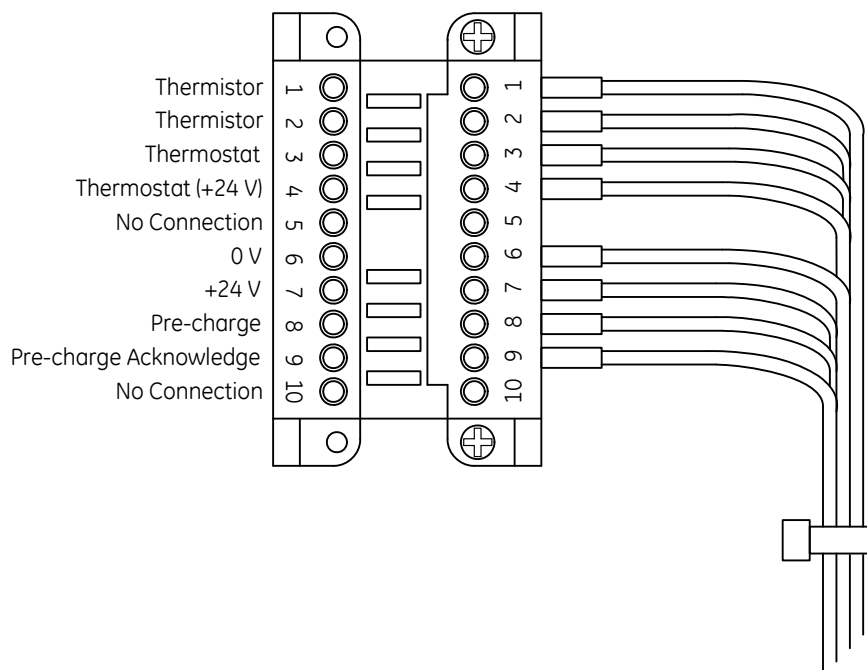 Thermistor 1 1
Thermistor 2 2
Thermostat 3 3
Thermostat (+24 V) 4 4
No Connection 5 5
0 V 6 6
+24 V 7 7
Pre-charge 8 8
Pre-charge Acknowledge 9 9
No Connection 10 10